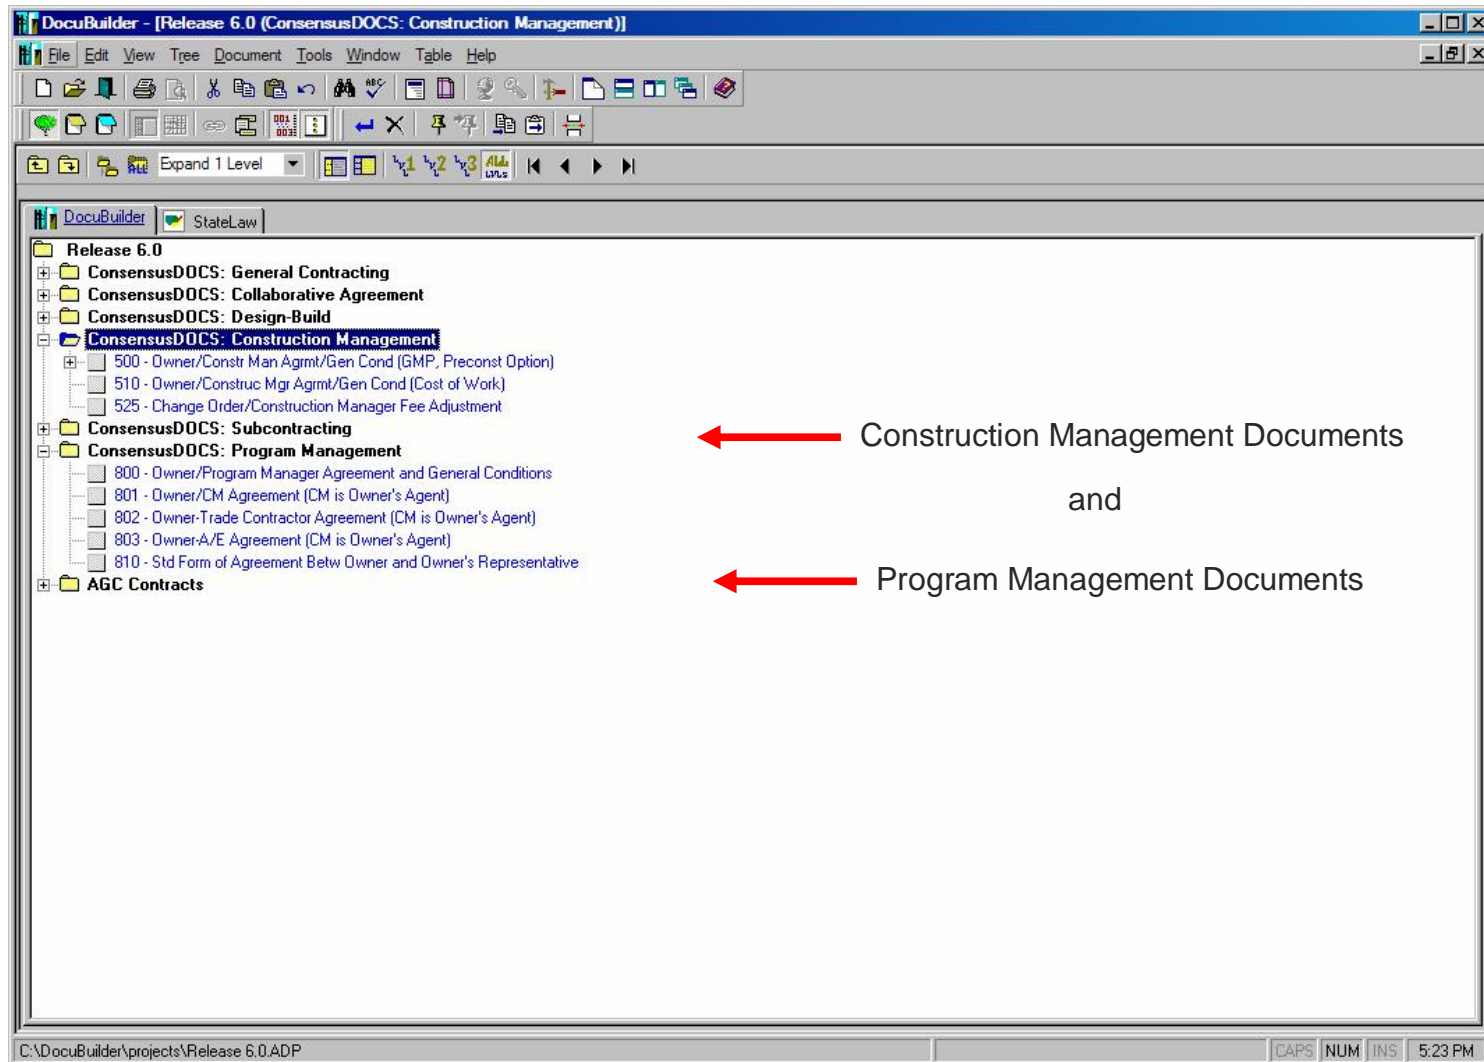 DocuBuilder - [Release 6.0 (ConsensusDOCS: Construction Management)]
File Edit View Tree Document Tools Window Table Help
Expand 1 Level
DocuBuilder StateLaw
Release 6.0
ConsensusDOCS: General Contracting
ConsensusDOCS: Collaborative Agreement
ConsensusDOCS: Design-Build
ConsensusDOCS: Construction Management
500 - Owner/Constr Man Agrmt/Gen Cond (GMP, Preconst Option)
510 - Owner/Construc Mgr Agrmt/Gen Cond (Cost of Work)
525 - Change Order/Construction Manager Fee Adjustment
ConsensusDOCS: Subcontracting
Construction Management Documents
ConsensusDOCS: Program Management
800 - Owner/Program Manager Agreement and General Conditions
801 - Owner/CM Agreement (CM is Owner's Agent)
and
802 - Owner-Trade Contractor Agreement (CM is Owner's Agent)
803 - Owner-A/E Agreement (CM is Owner's Agent)
810 - Std Form of Agreement Betw Owner and Owner's Representative
Program Management Documents
AGC Contracts
C:\DocuBuilder\projects\Release 6.0.ADP CAPS NUM INS 5:23 PM